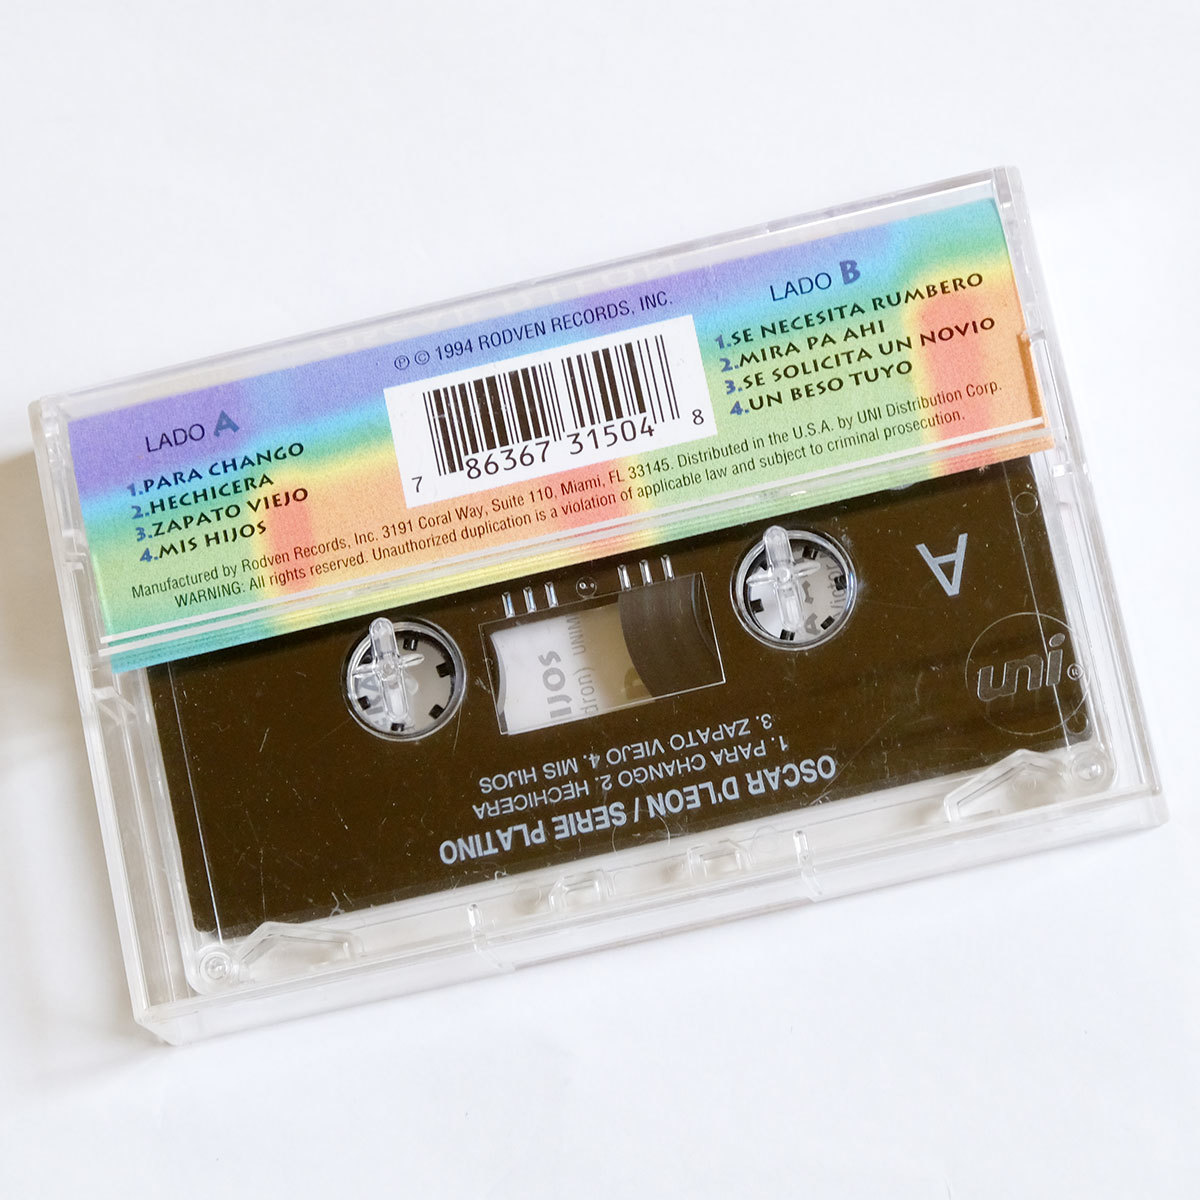 ℗ © 1994 RODVEN RECORDS, INC.
LADO A
1.PARA CHANGO
2.HECHICERA
3.ZAPATO VIEJO
4.MIS HIJOS
7 86367 31504 8
LADO B
1.SE NECESITA RUMBERO
2.MIRA PA AHI
3.SE SOLICITA UN NOVIO
4.UN BESO TUYO
Manufactured by Rodven Records, Inc. 3191 Coral Way, Suite 110, Miami, FL 33145. Distributed in the U.S.A. by UNI Distribution Corp.
WARNING: All rights reserved. Unauthorized duplication is a violation of applicable law and subject to criminal prosecution.
A
uni
OSCAR D'LEON / SERIE PLATINO
1. PARA CHANGO 2. HECHICERA
3. ZAPATO VIEJO 4. MIS HIJOS